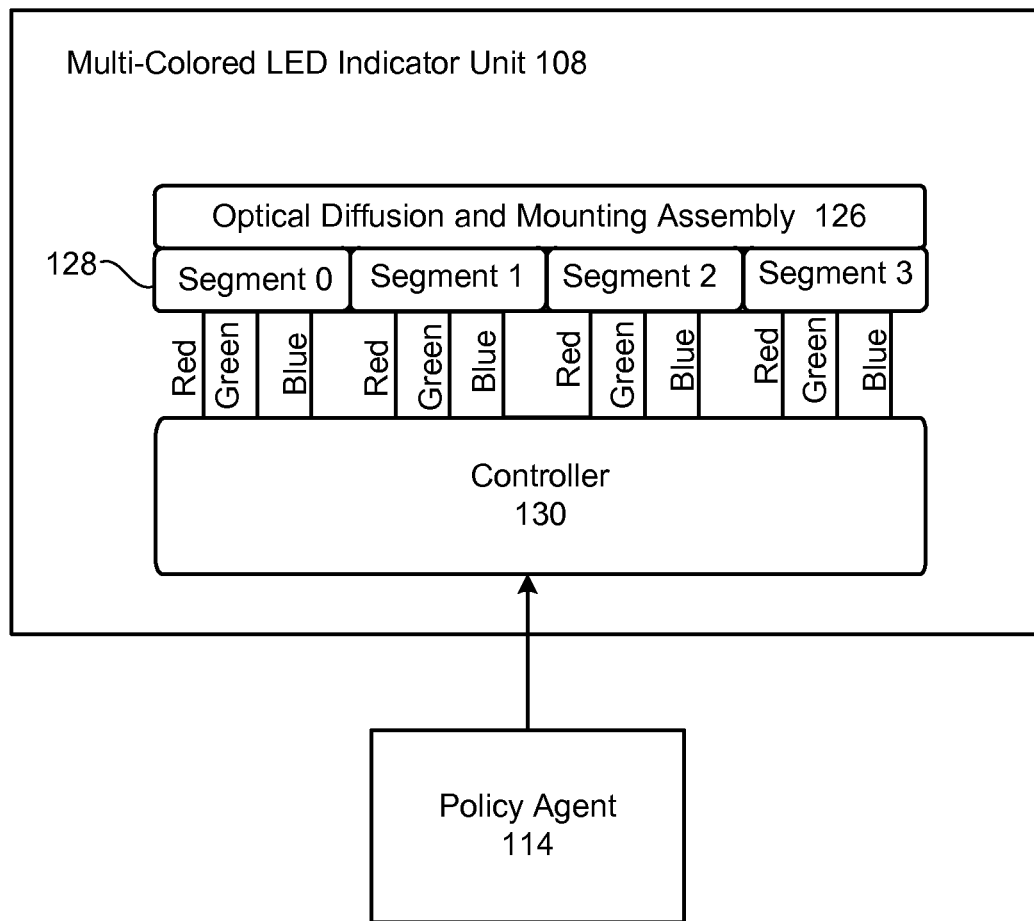 Multi-Colored LED Indicator Unit 108
Optical Diffusion and Mounting Assembly 126
128
Segment 0 Segment 1 Segment 2 Segment 3
Red Green Blue Red Green Blue Red Green Blue Red Green Blue
Controller
130
Policy Agent
114